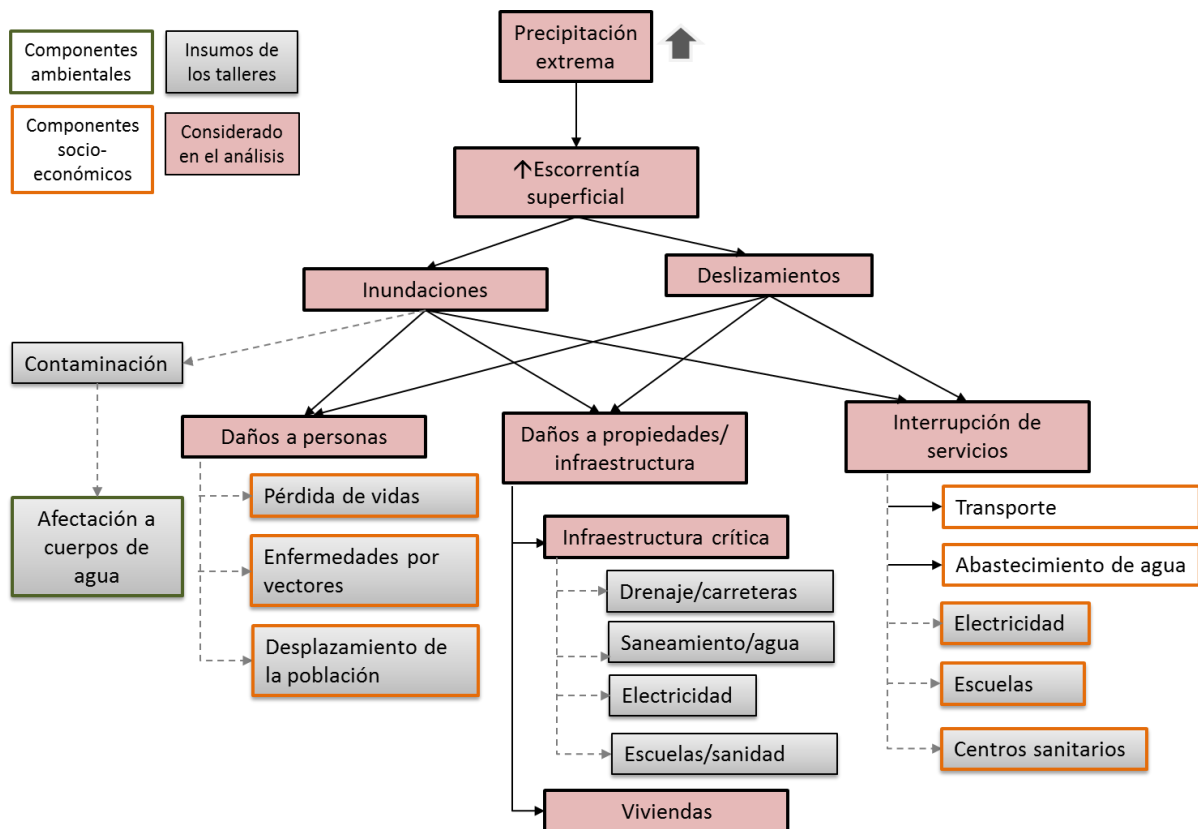 Componentes
ambientales
Insumos de
los talleres
Componentes
socio-
económicos
Considerado
en el análisis
Precipitación
extrema
↑Escorrentía
superficial
Inundaciones
Deslizamientos
Contaminación
Afectación a
cuerpos de
agua
Daños a personas
Pérdida de vidas
Enfermedades por
vectores
Desplazamiento de
la población
Daños a propiedades/
infraestructura
Infraestructura crítica
Drenaje/carreteras
Saneamiento/agua
Electricidad
Escuelas/sanidad
Viviendas
Interrupción de
servicios
Transporte
Abastecimiento de agua
Electricidad
Escuelas
Centros sanitarios